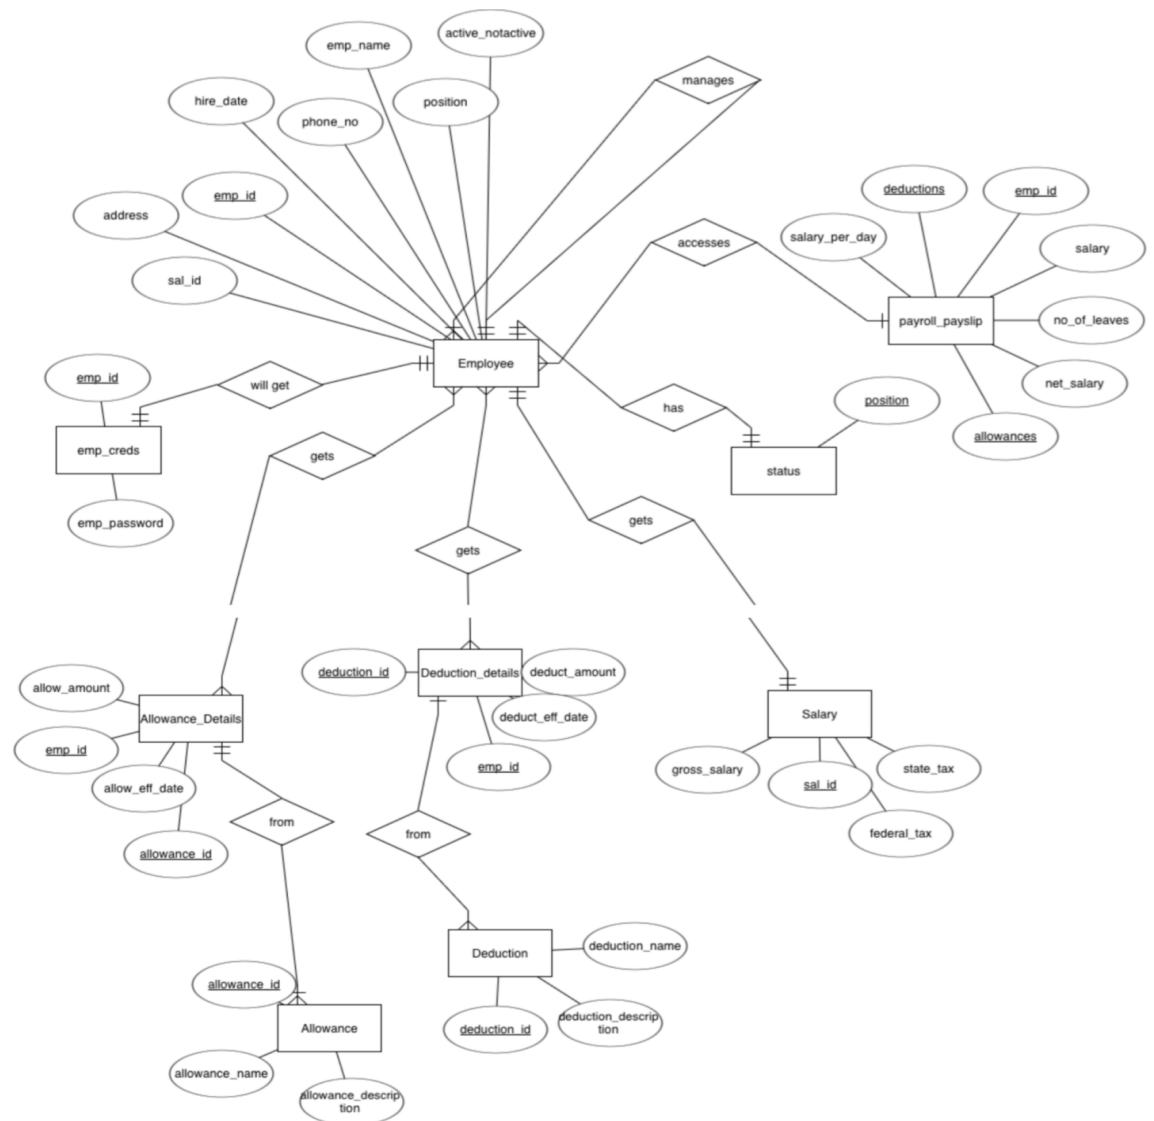 active_notactive
emp_name
manages
hire_date
position
phone_no
deductions
emp_id
emp_id
address
salary_per_day
accesses
salary
sal_id
payroll_payslip
no_of_leaves
Employee
emp_id
will get
net_salary
position
has
allowances
emp_creds
gets
status
emp_password
gets
gets
deduction_id
Deduction_details
deduct_amount
allow_amount
deduct_eff_date
Allowance_Details
Salary
emp_id
emp_id
gross_salary
sal_id
state_tax
allow_eff_date
from
from
federal_tax
allowance_id
deduction_name
Deduction
allowance_id
deduction_id
deduction_descrip
tion
Allowance
allowance_name
allowance_descrip
tion